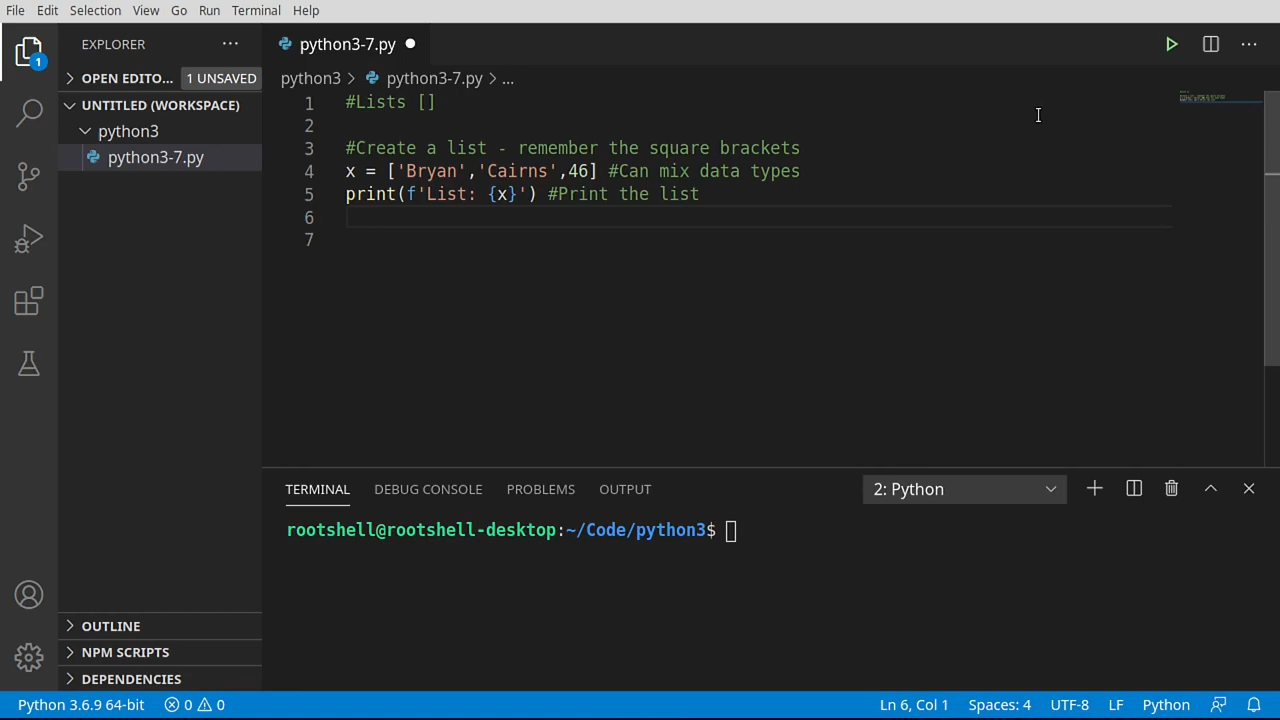 File Edit Selection View Go Run Terminal Help
EXPLORER ...
python3-7.py
OPEN EDITO... 1 UNSAVED
UNTITLED (WORKSPACE)
python3
python3-7.py
1
python3 > python3-7.py > ...
1 #Lists []
2
3 #Create a list - remember the square brackets
4 x = ['Bryan','Cairns',46] #Can mix data types
5 print(f'List: {x}') #Print the list
6
7
TERMINAL DEBUG CONSOLE PROBLEMS OUTPUT 2: Python
rootshell@rootshell-desktop:~/Code/python3$
OUTLINE
NPM SCRIPTS
DEPENDENCIES
Python 3.6.9 64-bit 0 0 Ln 6, Col 1 Spaces: 4 UTF-8 LF Python